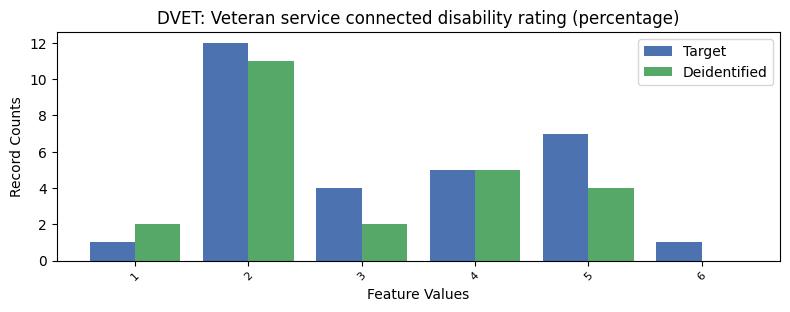 DVET: Veteran service connected disability rating (percentage)
Target
Deidentified
Record Counts
12
10
8
6
4
2
0
1 2 3 4 5 6
Feature Values